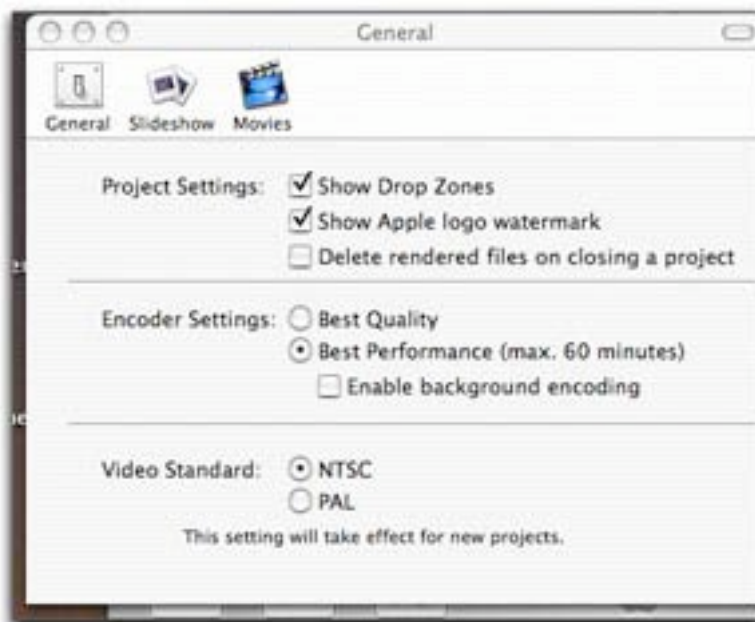 General
General Slideshow Movies
Project Settings: Show Drop Zones
Show Apple logo watermark
Delete rendered files on closing a project
Encoder Settings: Best Quality
Best Performance (max. 60 minutes)
Enable background encoding
Video Standard: NTSC
PAL
This setting will take effect for new projects.